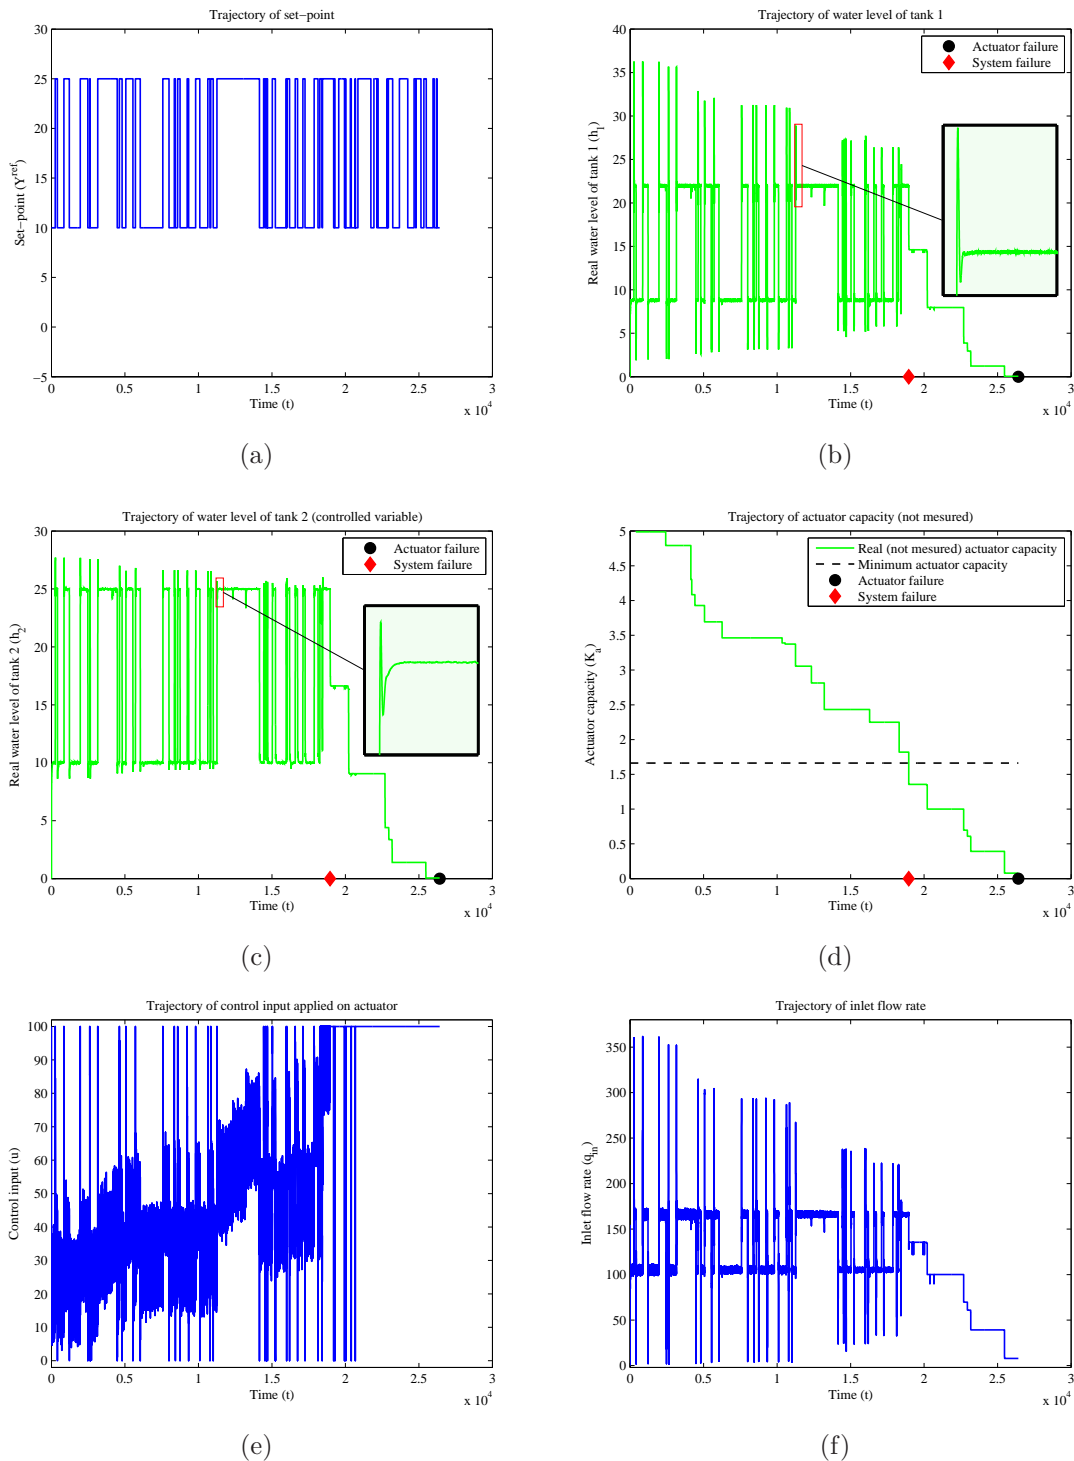 Trajectory of set−point
30
25
20
15
10
5
0
−5
Set−point (Y^ref)
0 0.5 1 1.5 2 2.5 3
Time (t)
x 10^4
(a)
Trajectory of water level of tank 1
Actuator failure
System failure
40
35
30
25
20
15
10
5
0
Real water level of tank 1 (h_1)
0 0.5 1 1.5 2 2.5 3
Time (t)
x 10^4
(b)
Trajectory of water level of tank 2 (controlled variable)
Actuator failure
System failure
30
25
20
15
10
5
0
Real water level of tank 2 (h_2)
0 0.5 1 1.5 2 2.5 3
Time (t)
x 10^4
(c)
Trajectory of actuator capacity (not mesured)
Real (not mesured) actuator capacity
Minimum actuator capacity
Actuator failure
System failure
5
4.5
4
3.5
3
2.5
2
1.5
1
0.5
0
Actuator capacity (K_a)
0 0.5 1 1.5 2 2.5 3
Time (t)
x 10^4
(d)
Trajectory of control input applied on actuator
100
90
80
70
60
50
40
30
20
10
0
Control input (u)
0 0.5 1 1.5 2 2.5 3
Time (t)
x 10^4
(e)
Trajectory of inlet flow rate
350
300
250
200
150
100
50
0
Inlet flow rate (q_in)
0 0.5 1 1.5 2 2.5 3
Time (t)
x 10^4
(f)